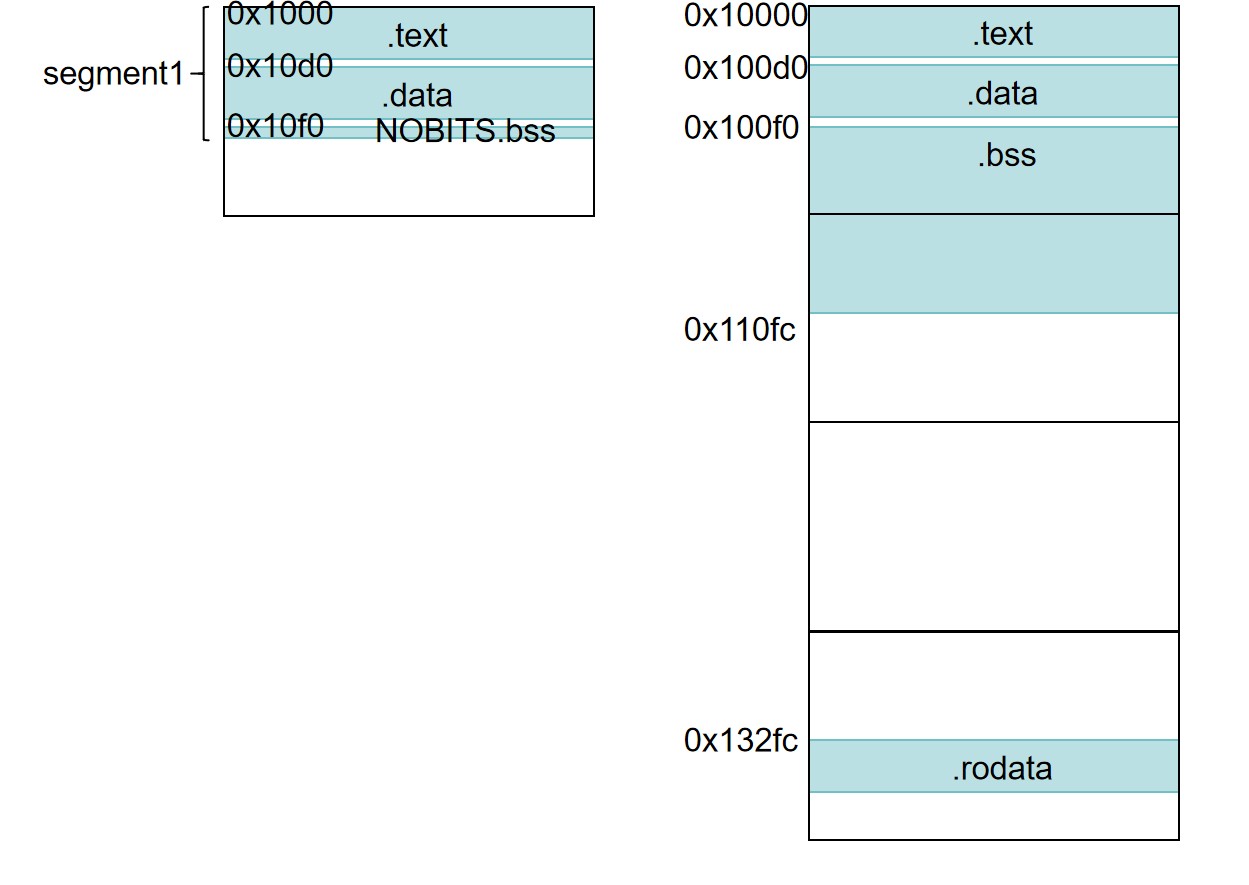 0x1000
.text
segment1
0x10d0
.data
0x10f0
NOBITS.bss
0x10000
.text
0x100d0
.data
0x100f0
.bss
0x110fc
0x132fc
.rodata